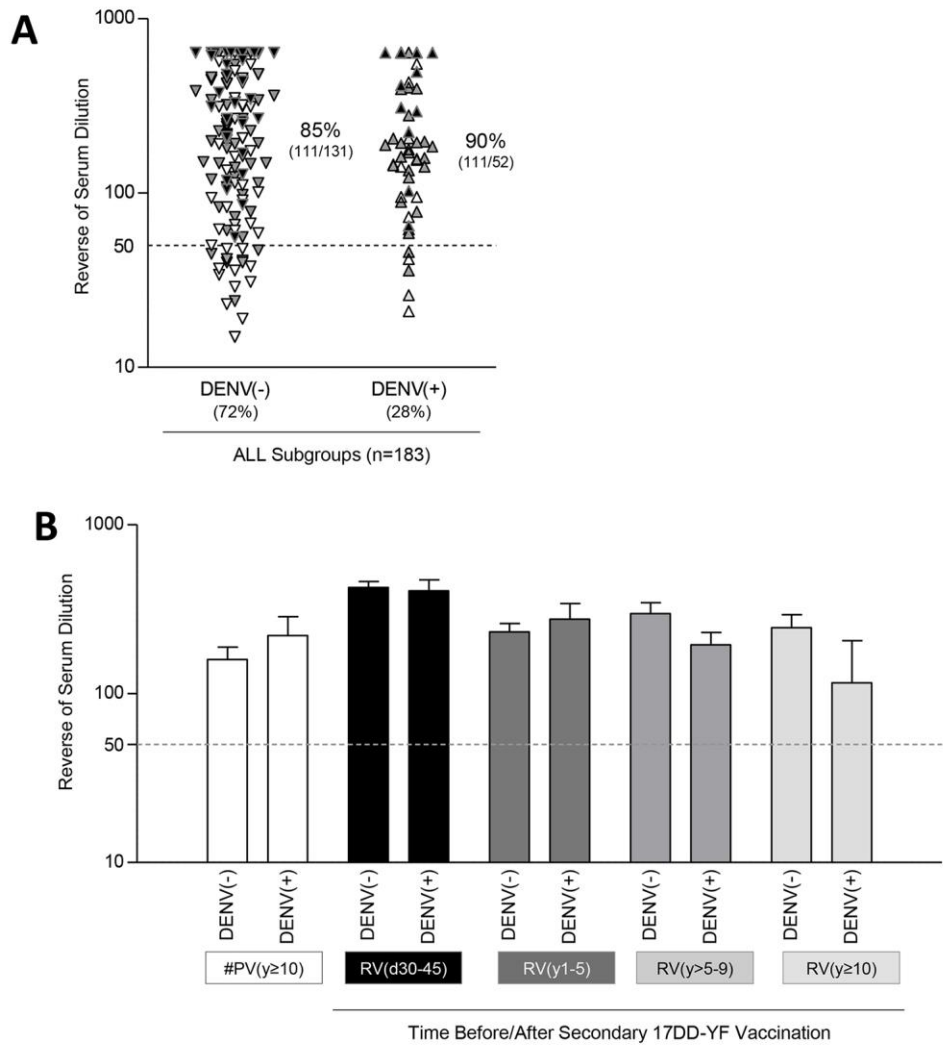 A
1000
100
50
10
Reverse of Serum Dilution
85%
(111/131)
90%
(111/52)
DENV(-)
(72%)
DENV(+)
(28%)
ALL Subgroups (n=183)
B
1000
100
50
10
Reverse of Serum Dilution
DENV(-)
DENV(+)
DENV(-)
DENV(+)
DENV(-)
DENV(+)
DENV(-)
DENV(+)
DENV(-)
DENV(+)
#PV(y≥10)
RV(d30-45)
RV(y1-5)
RV(y>5-9)
RV(y≥10)
Time Before/After Secondary 17DD-YF Vaccination